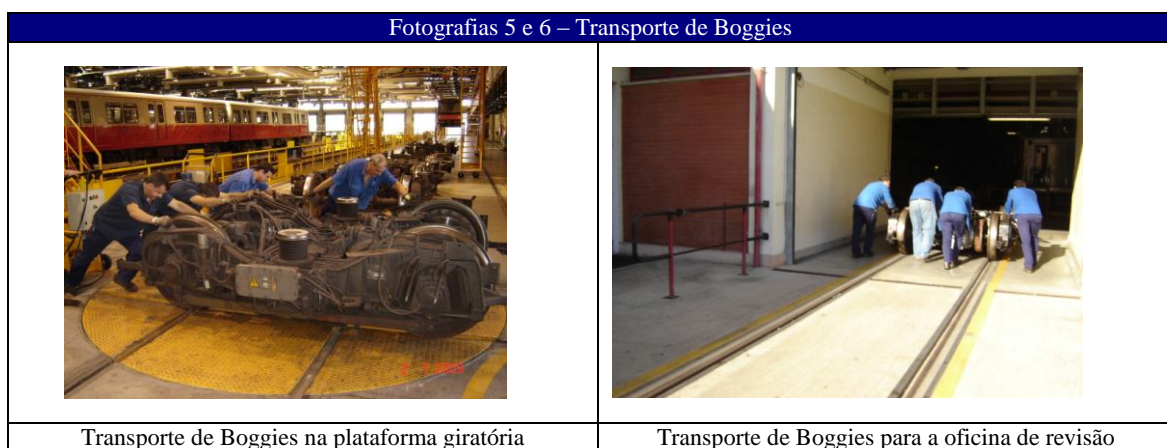 Fotografias 5 e 6 – Transporte de Boggies
Transporte de Boggies na plataforma giratória
Transporte de Boggies para a oficina de revisão